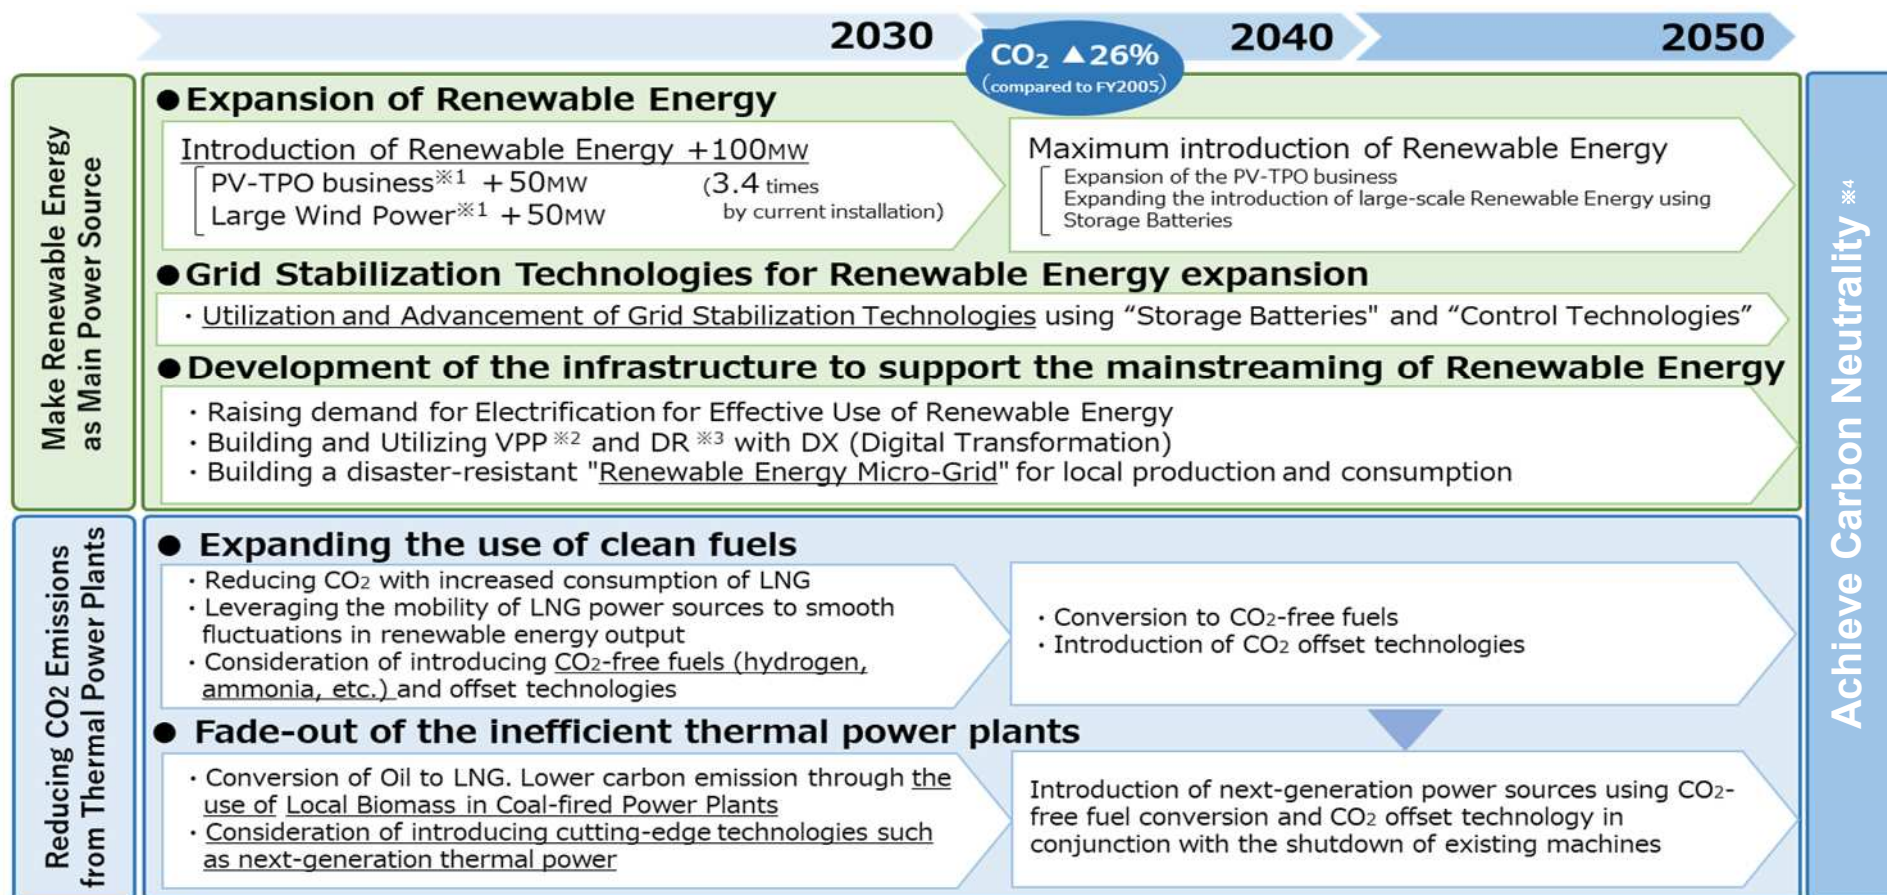 2030
2040
2050
CO2 ▲26%
(compared to FY2005)
Make Renewable Energy
as Main Power Source
●Expansion of Renewable Energy
Introduction of Renewable Energy +100MW
PV-TPO business※1 +50MW
(3.4 times
Large Wind Power※1 +50MW
by current installation)
Maximum introduction of Renewable Energy
Expansion of the PV-TPO business
Expanding the introduction of large-scale Renewable Energy using
Storage Batteries
●Grid Stabilization Technologies for Renewable Energy expansion
・Utilization and Advancement of Grid Stabilization Technologies using “Storage Batteries" and “Control Technologies”
●Development of the infrastructure to support the mainstreaming of Renewable Energy
・Raising demand for Electrification for Effective Use of Renewable Energy
・Building and Utilizing VPP ※2 and DR ※3 with DX (Digital Transformation)
・Building a disaster-resistant "Renewable Energy Micro-Grid" for local production and consumption
Reducing CO2 Emissions
from Thermal Power Plants
● Expanding the use of clean fuels
・Reducing CO2 with increased consumption of LNG
・Leveraging the mobility of LNG power sources to smooth
fluctuations in renewable energy output
・Consideration of introducing CO2-free fuels (hydrogen,
ammonia, etc.) and offset technologies
・Conversion to CO2-free fuels
・Introduction of CO2 offset technologies
● Fade-out of the inefficient thermal power plants
・Conversion of Oil to LNG. Lower carbon emission through the
use of Local Biomass in Coal-fired Power Plants
・Consideration of introducing cutting-edge technologies such
as next-generation thermal power
Introduction of next-generation power sources using CO2-
free fuel conversion and CO2 offset technology in
conjunction with the shutdown of existing machines
Achieve Carbon Neutrality ※4